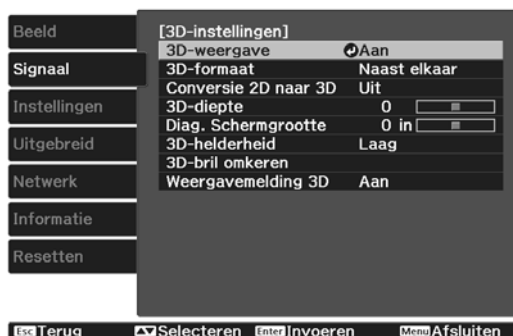 Beeld
Signaal
Instellingen
Uitgebreid
Netwerk
Informatie
Resetten
[3D-instellingen]
3D-weergave Aan
3D-formaat Naast elkaar
Conversie 2D naar 3D Uit
3D-diepte 0
Diag. Schermgrootte 0 in
3D-helderheid Laag
3D-bril omkeren
Weergavemelding 3D Aan
Esc Terug Selecteren Enter Invoeren Menu Afsluiten